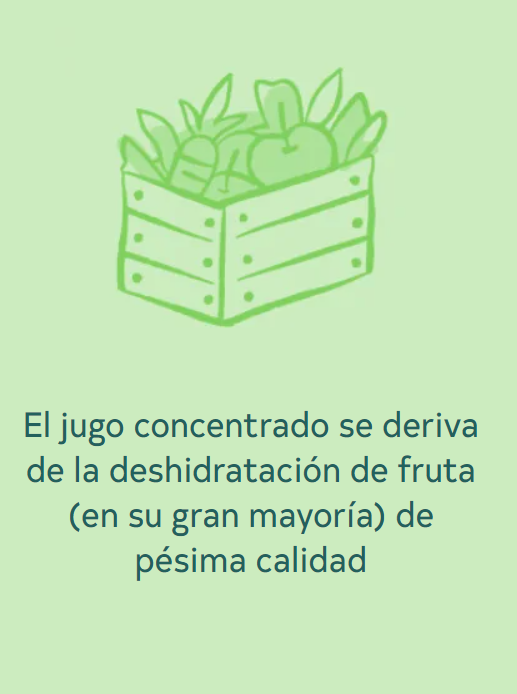 El jugo concentrado se deriva
de la deshidratación de fruta
(en su gran mayoría) de
pésima calidad